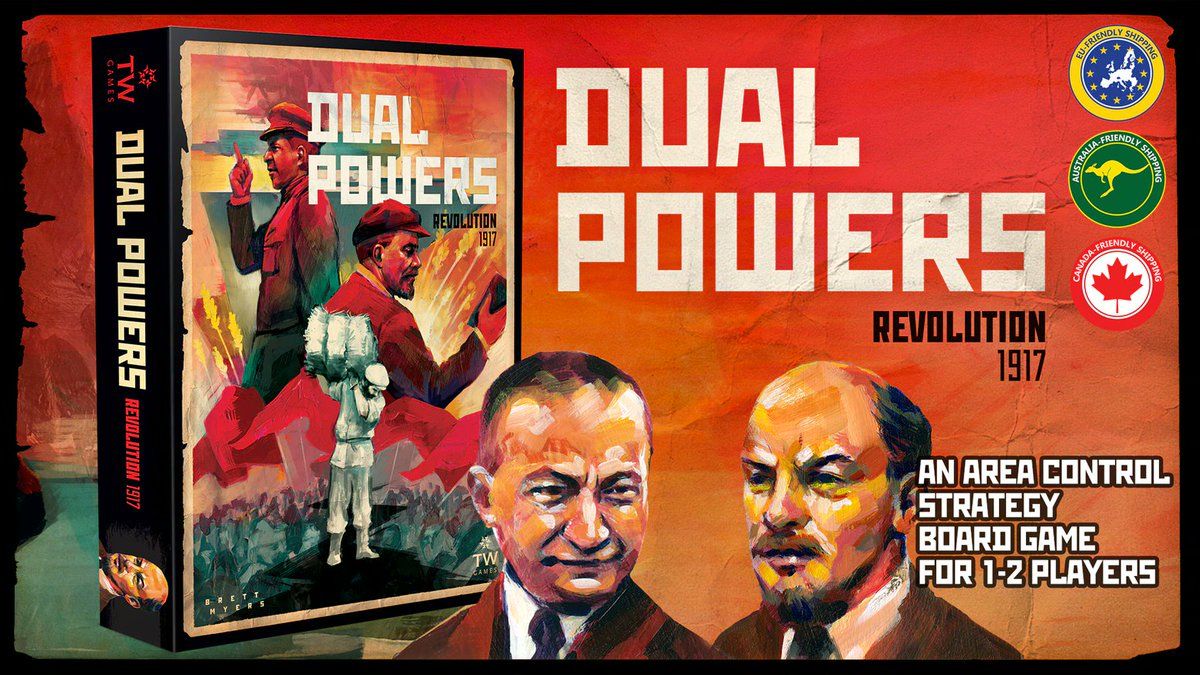 TW
GAMES
DUAL POWERS REVOLUTION 1917
DUAL
POWERS
REVOLUTION
1917
TW
GAMES
BRETT
MYERS
DUAL
POWERS
REVOLUTION
1917
EU-FRIENDLY SHIPPING
AUSTRALIA-FRIENDLY SHIPPING
CANADA-FRIENDLY SHIPPING
AN AREA CONTROL
STRATEGY
BOARD GAME
FOR 1-2 PLAYERS